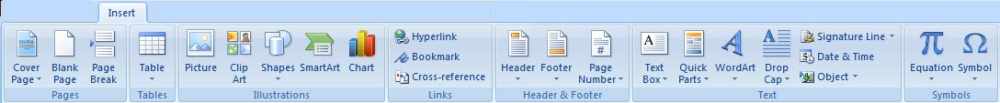 Insert
Cover Page
Blank Page
Page Break
Pages
Table
Tables
Picture
Clip Art
Shapes
SmartArt
Chart
Illustrations
Hyperlink
Bookmark
Cross-reference
Links
Header
Footer
Page Number
#
Header & Footer
A
Text Box
Quick Parts
A
WordArt
A
Drop Cap
Signature Line
Date & Time
Object
Text
π
Equation
Ω
Symbol
Symbols